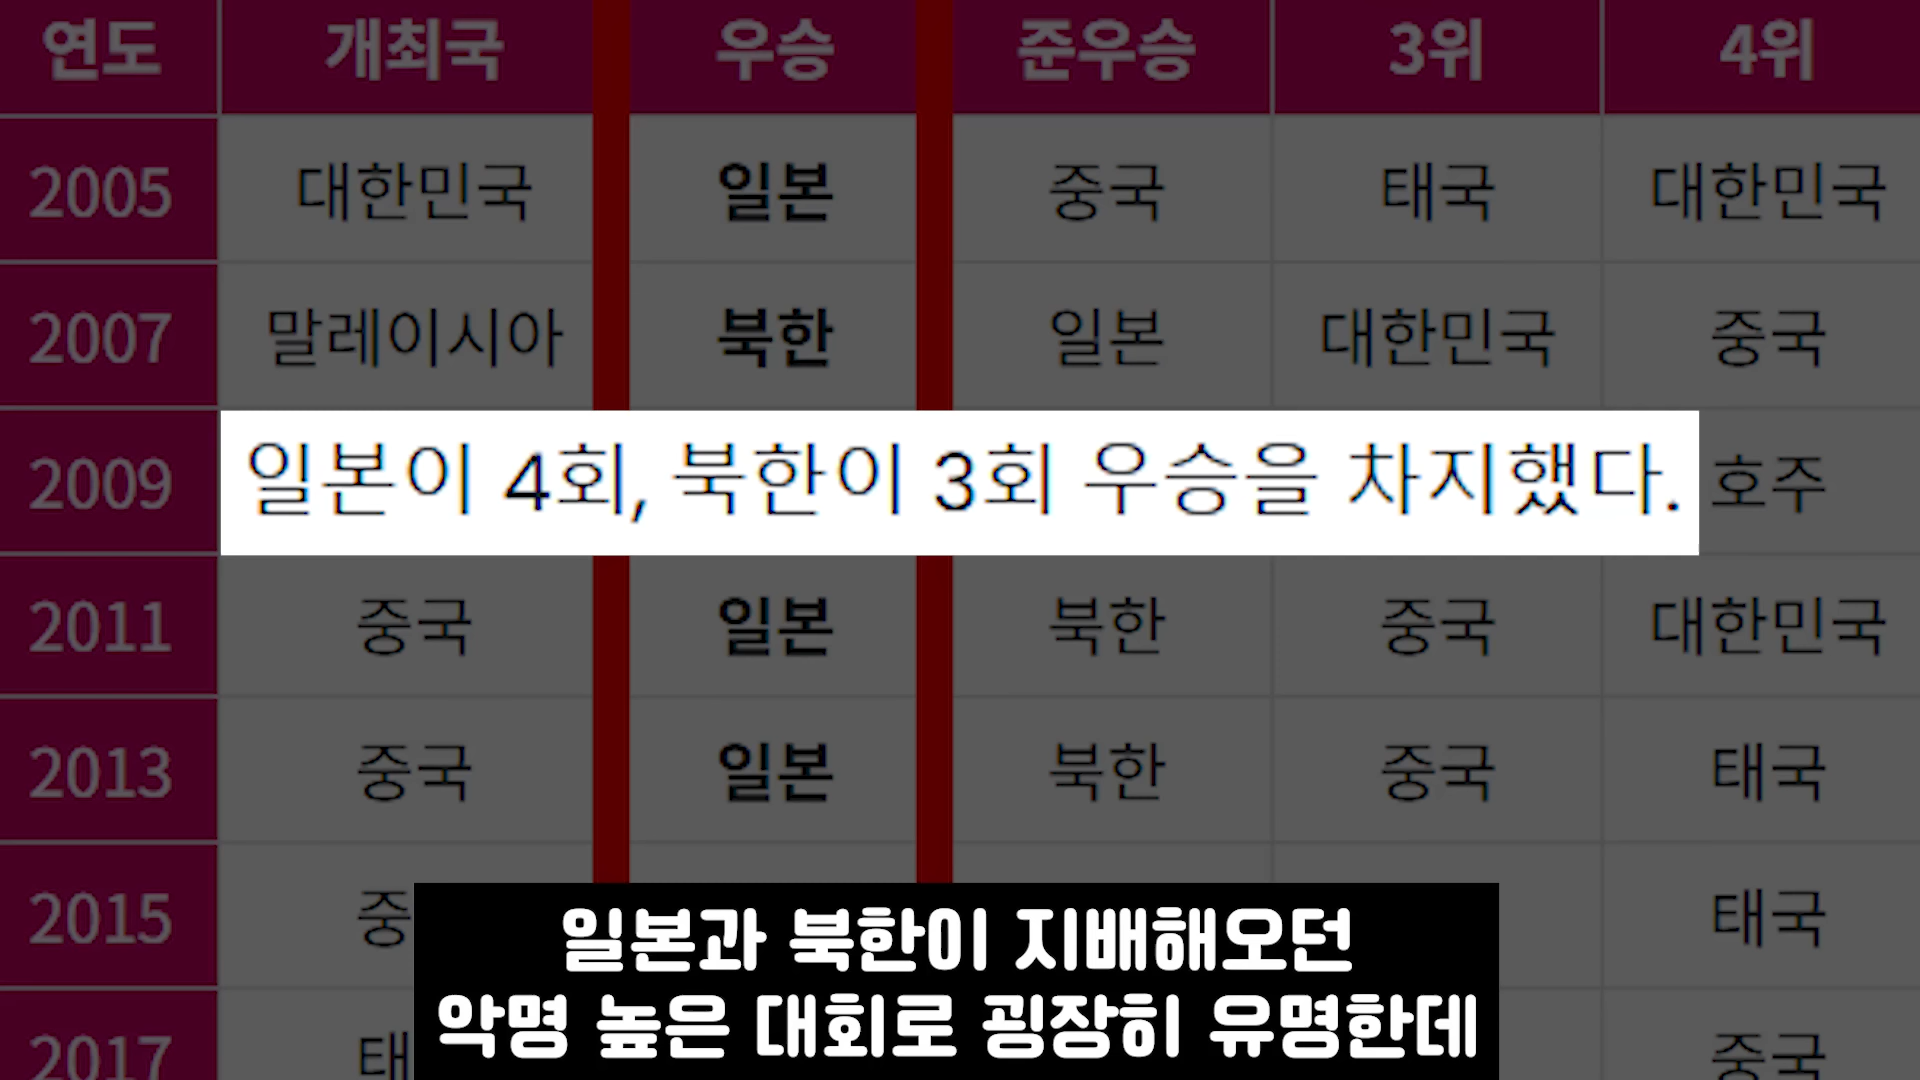 연도 개최국 우승 준우승 3위 4위
2005 대한민국 일본 중국 태국 대한민국
2007 말레이시아 북한 일본 대한민국 중국
2009 일본이 4회, 북한이 3회 우승을 차지했다. 호주
2011 중국 일본 북한 중국 대한민국
2013 중국 일본 북한 중국 태국
2015 중 태국
2017 태 중국
일본과 북한이 지배해오던
악명 높은 대회로 굉장히 유명한데